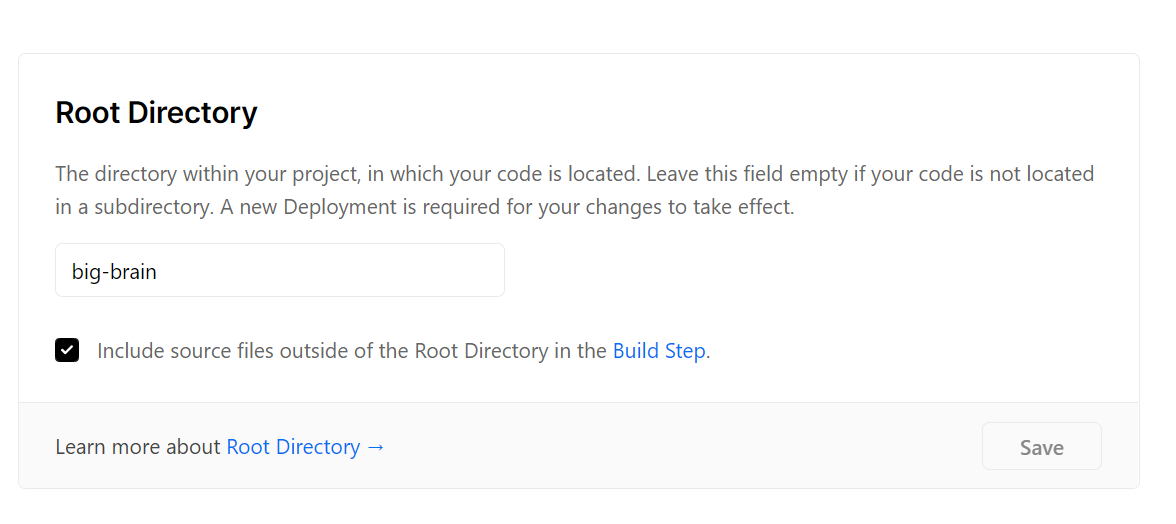 Root Directory
The directory within your project, in which your code is located. Leave this field empty if your code is not located
in a subdirectory. A new Deployment is required for your changes to take effect.
big-brain
Include source files outside of the Root Directory in the Build Step.
Learn more about Root Directory →
Save